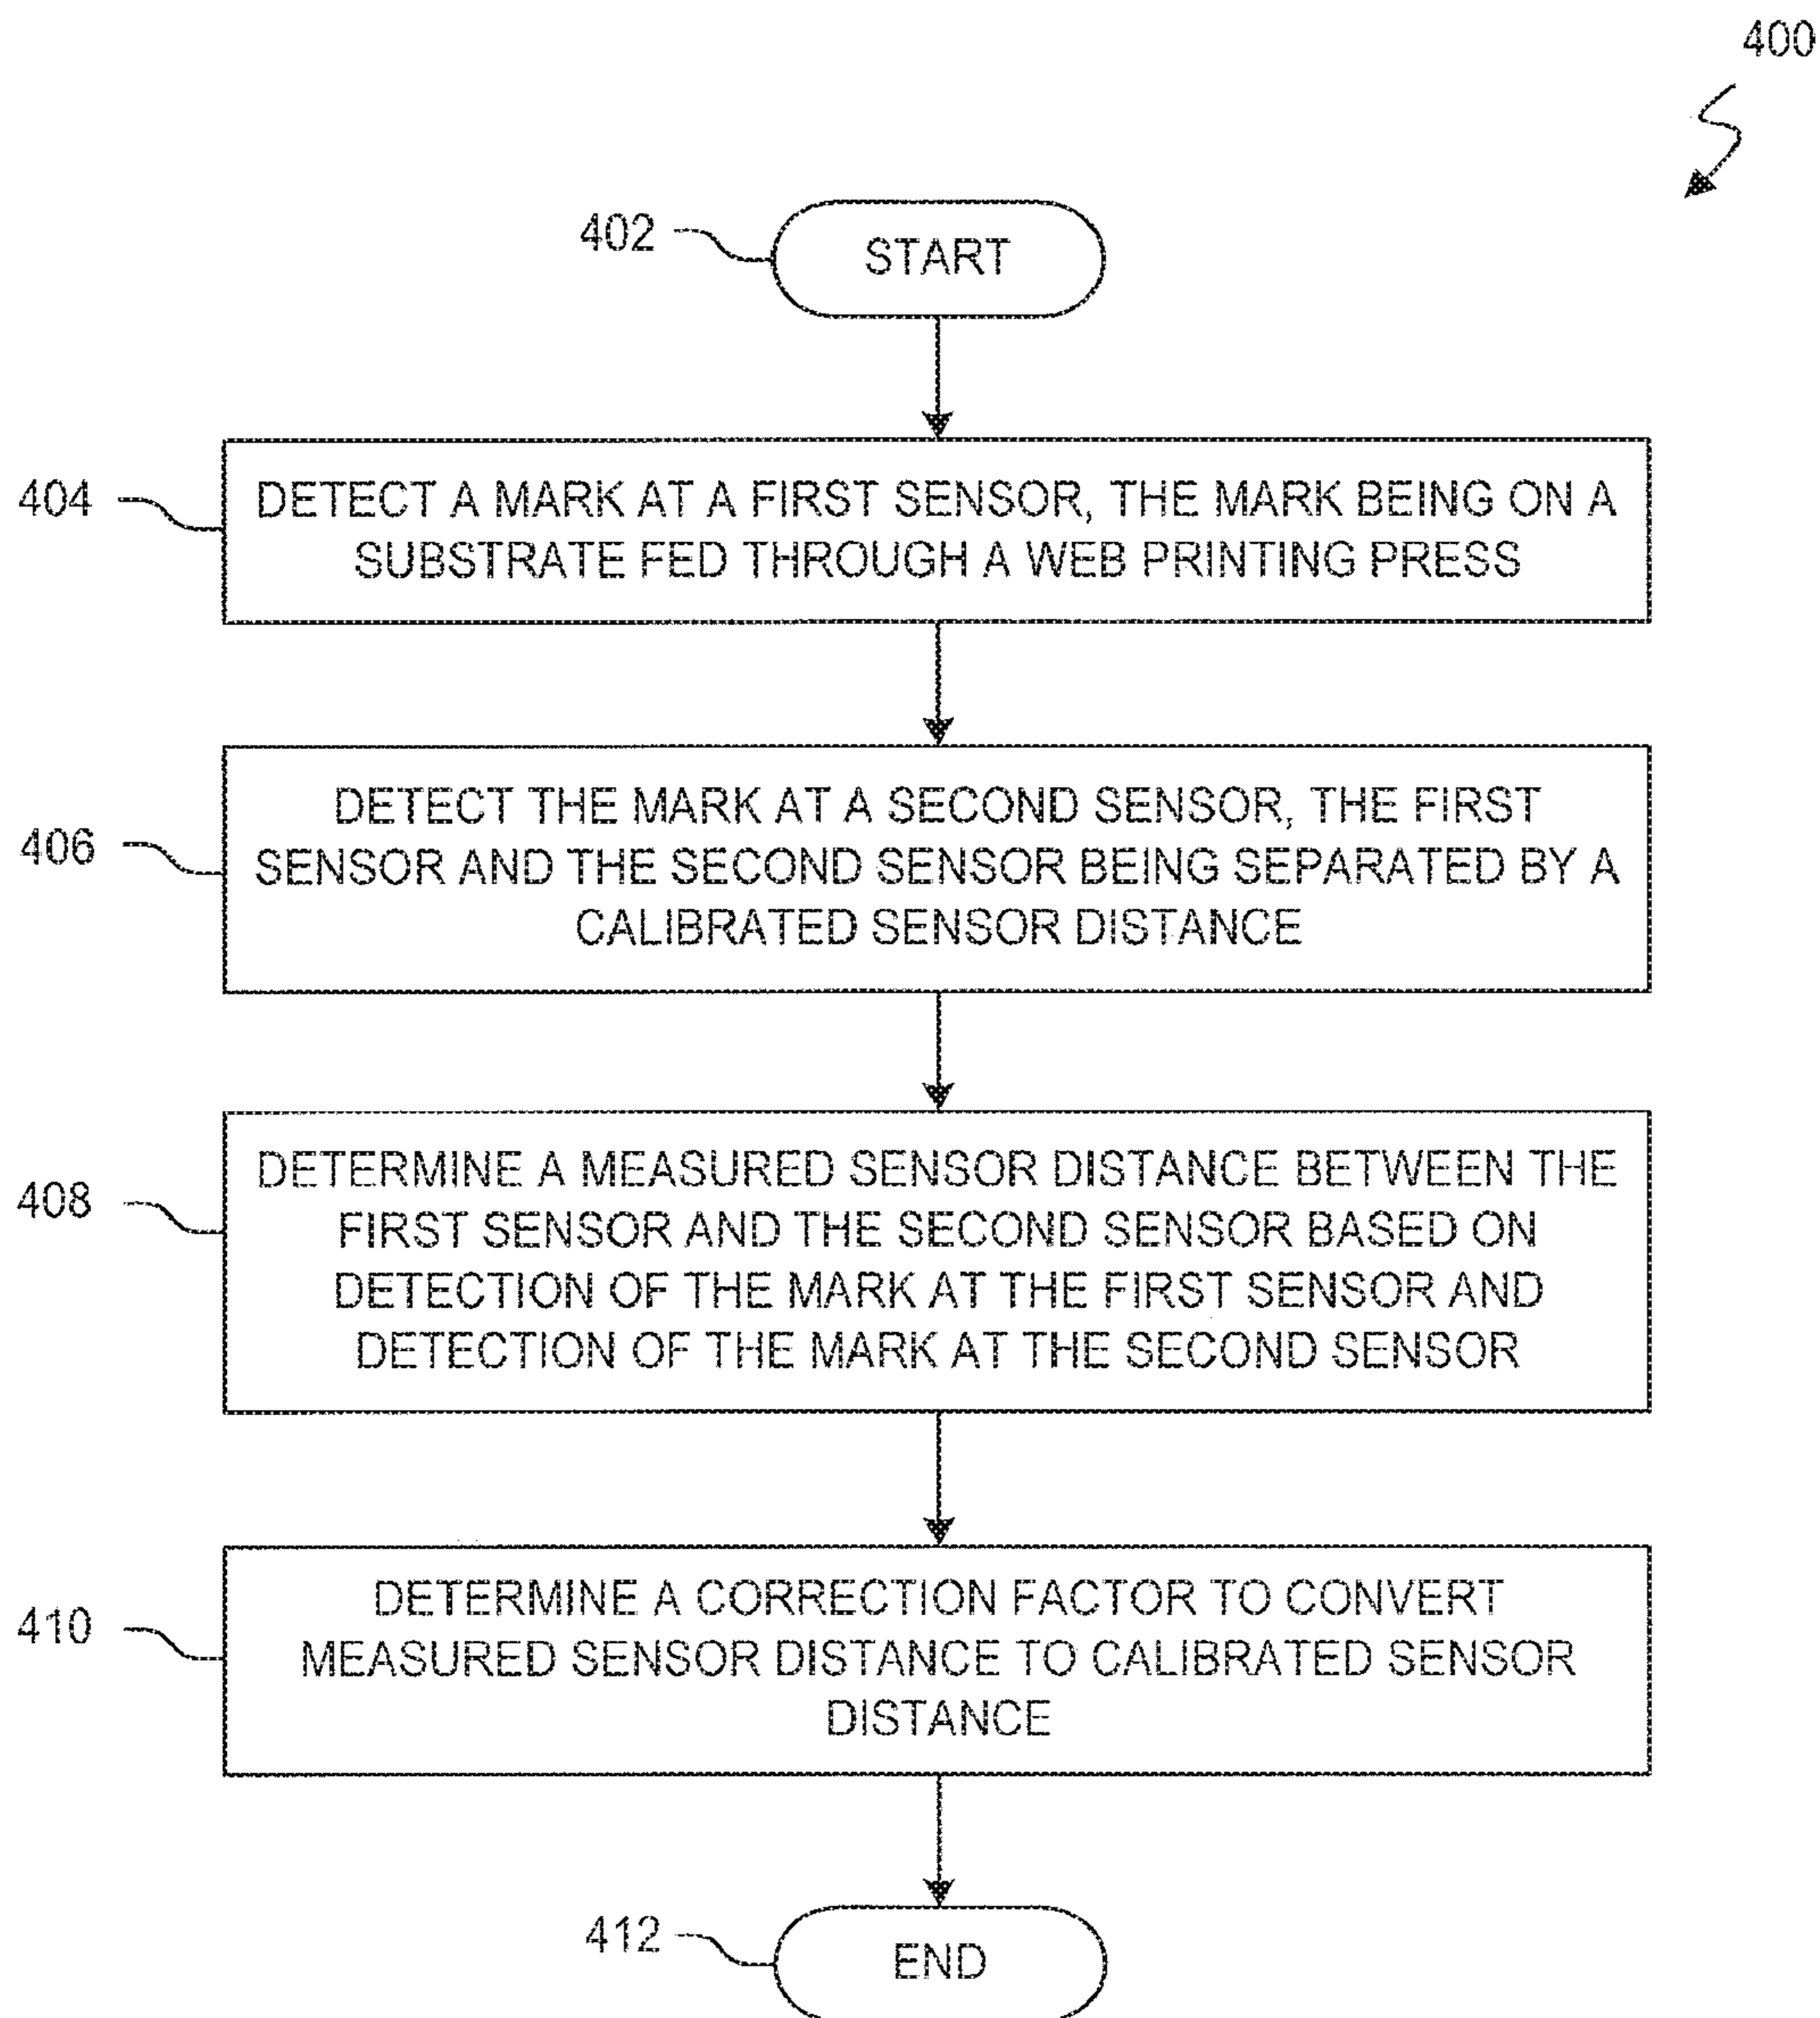 400
402
START
404
DETECT A MARK AT A FIRST SENSOR, THE MARK BEING ON A
SUBSTRATE FED THROUGH A WEB PRINTING PRESS
406
DETECT THE MARK AT A SECOND SENSOR, THE FIRST
SENSOR AND THE SECOND SENSOR BEING SEPARATED BY A
CALIBRATED SENSOR DISTANCE
408
DETERMINE A MEASURED SENSOR DISTANCE BETWEEN THE
FIRST SENSOR AND THE SECOND SENSOR BASED ON
DETECTION OF THE MARK AT THE FIRST SENSOR AND
DETECTION OF THE MARK AT THE SECOND SENSOR
410
DETERMINE A CORRECTION FACTOR TO CONVERT
MEASURED SENSOR DISTANCE TO CALIBRATED SENSOR
DISTANCE
412
END